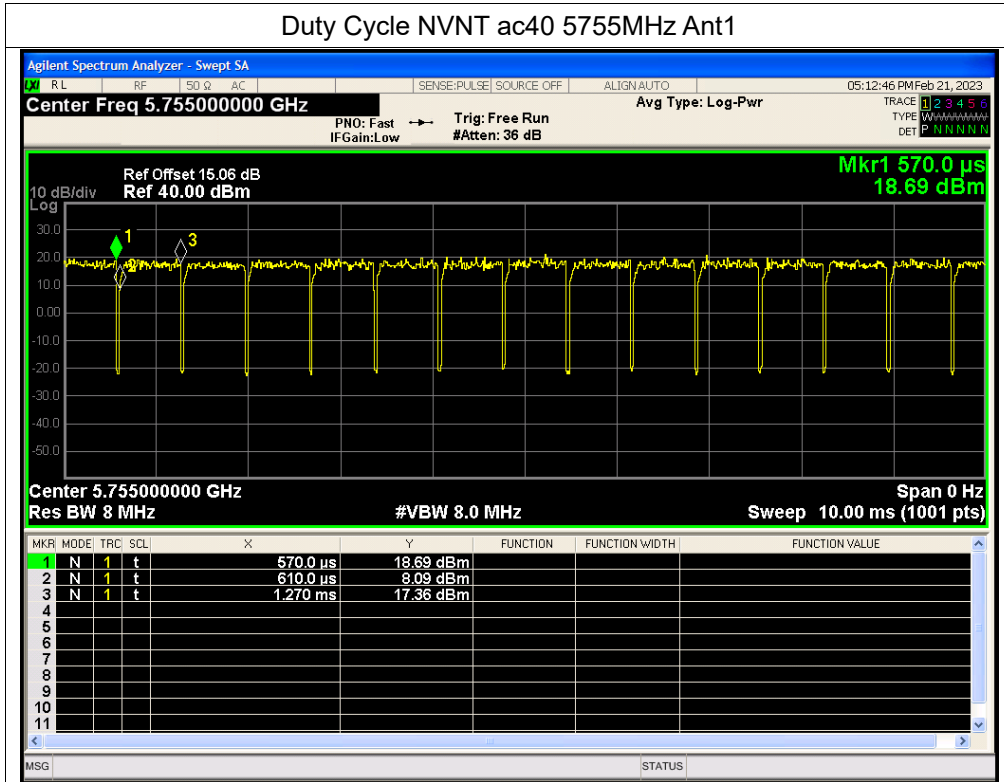 Duty Cycle NVNT ac40 5755MHz Ant1
Agilent Spectrum Analyzer - Swept SA
LXI RL RF 50 Ω AC SENSE:PULSE SOURCE OFF ALIGNAUTO 05:12:46 PMFeb 21, 2023
Center Freq 5.755000000 GHz Avg Type: Log-Pwr TRACE 1 2 3 4 5 6
PNO: Fast Trig: Free Run TYPE WWWWWW
IFGain:Low #Atten: 36 dB DET P N N N N N
Mkr1 570.0 µs
18.69 dBm
Ref Offset 15.06 dB
10 dB/div Ref 40.00 dBm
Log
30.0
20.0
10.0
0.00
-10.0
-20.0
-30.0
-40.0
-50.0
1
2
3
Center 5.755000000 GHz Span 0 Hz
Res BW 8 MHz #VBW 8.0 MHz Sweep 10.00 ms (1001 pts)
MKR MODE TRC SCL X Y FUNCTION FUNCTION WIDTH FUNCTION VALUE
1 N 1 t 570.0 µs 18.69 dBm
2 N 1 t 610.0 µs 8.09 dBm
3 N 1 t 1.270 ms 17.36 dBm
4
5
6
7
8
9
10
11
MSG STATUS